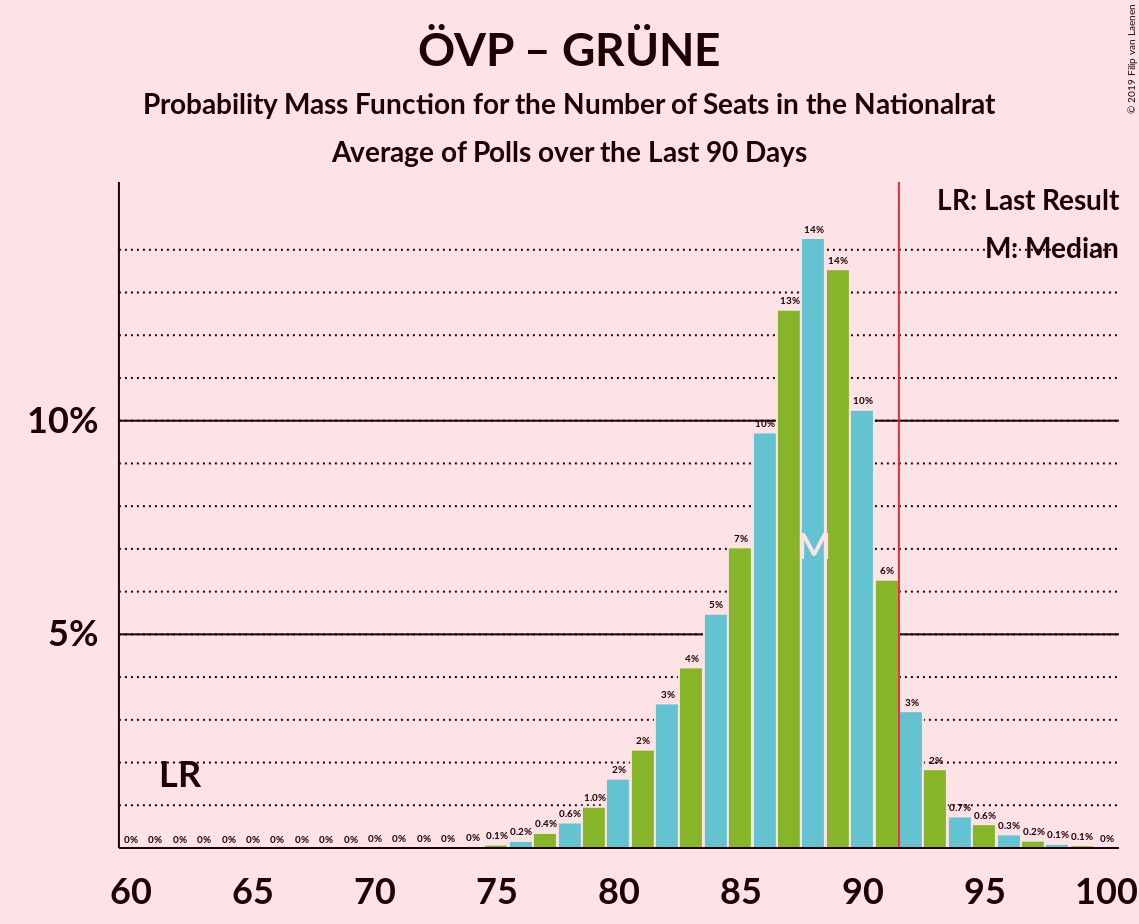 ÖVP – GRÜNE
Probability Mass Function for the Number of Seats in the Nationalrat
Average of Polls over the Last 90 Days
© 2019 Filip van Laenen
LR: Last Result
M: Median
10%
5%
LR
M
0% 0% 0% 0% 0% 0% 0% 0% 0% 0% 0% 0% 0% 0% 0% 0.1% 0.2% 0.4% 0.6% 1.0% 2% 2% 3% 4% 5% 7% 10% 13% 14% 14% 10% 6% 3% 2% 0.7% 0.6% 0.3% 0.2% 0.1% 0.1% 0%
60 65 70 75 80 85 90 95 100